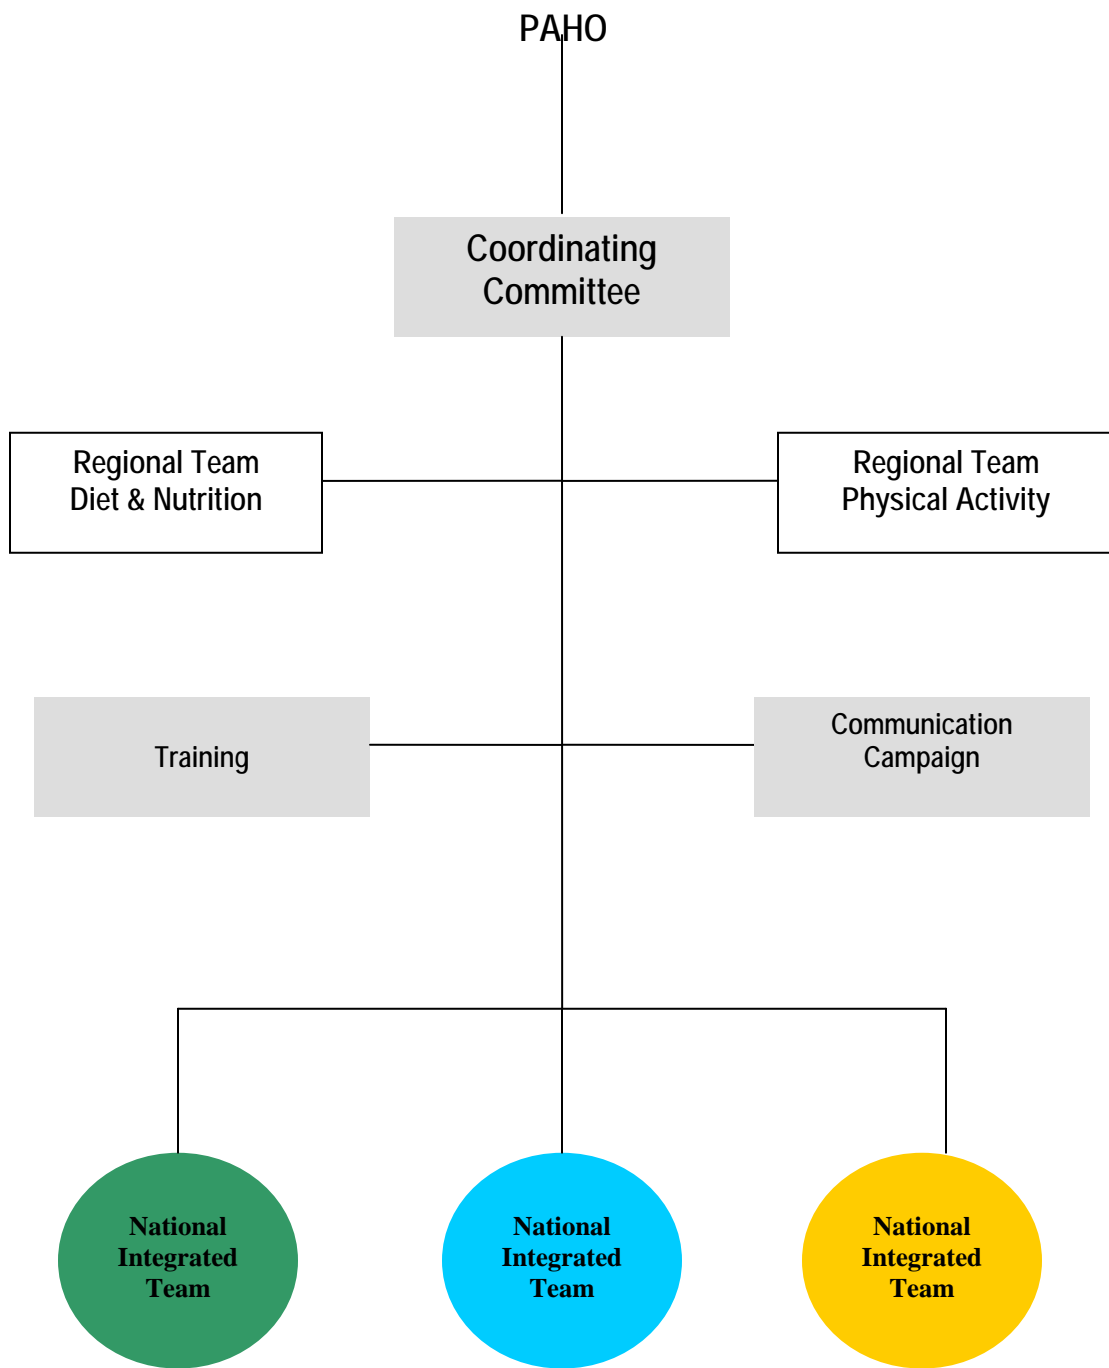 PAHO
Coordinating
Committee
Regional Team
Diet & Nutrition
Regional Team
Physical Activity
Training
Communication
Campaign
National
Integrated
Team
National
Integrated
Team
National
Integrated
Team